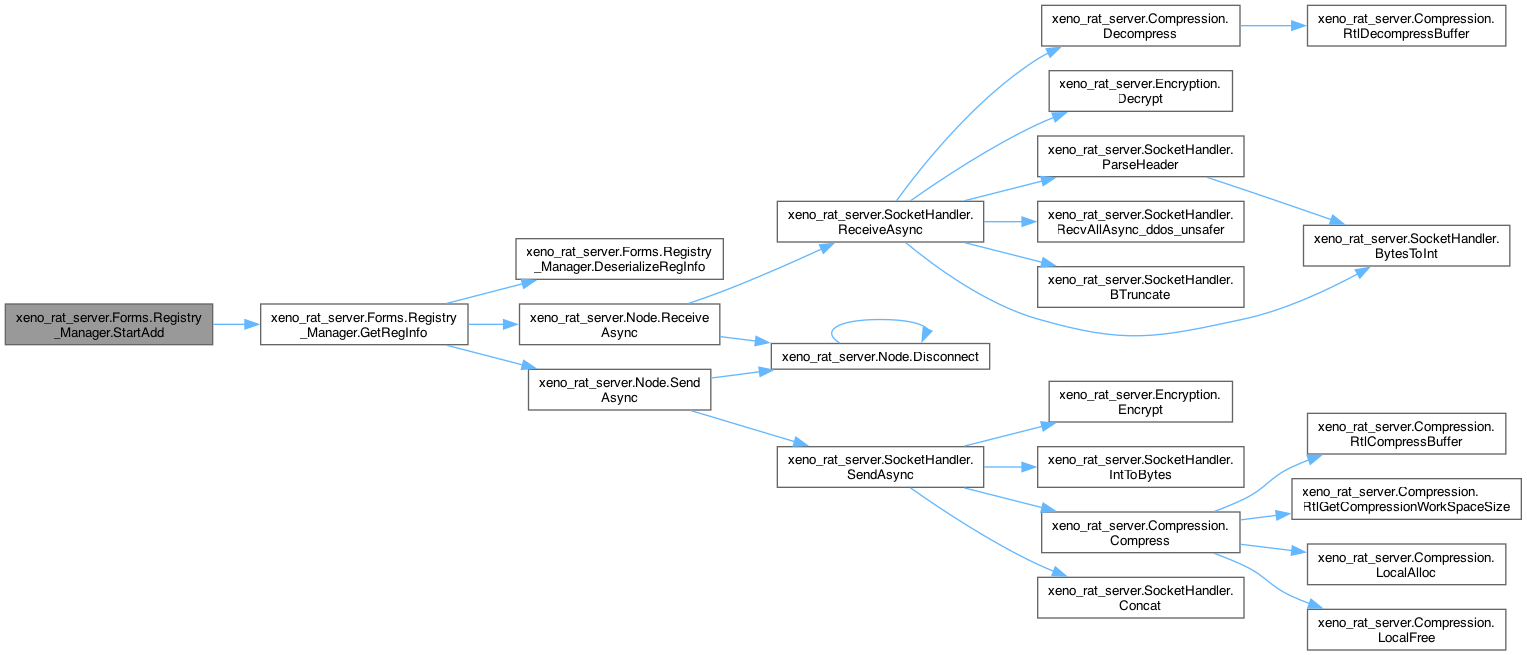 xeno_rat_server.Forms.Registry
_Manager.StartAdd
xeno_rat_server.Forms.Registry
_Manager.GetRegInfo
xeno_rat_server.Forms.Registry
_Manager.DeserializeRegInfo
xeno_rat_server.Node.Receive
Async
xeno_rat_server.Node.Send
Async
xeno_rat_server.SocketHandler.
ReceiveAsync
xeno_rat_server.Node.Disconnect
xeno_rat_server.SocketHandler.
SendAsync
xeno_rat_server.Compression.
Decompress
xeno_rat_server.Encryption.
Decrypt
xeno_rat_server.SocketHandler.
ParseHeader
xeno_rat_server.SocketHandler.
RecvAllAsync_ddos_unsafer
xeno_rat_server.SocketHandler.
BTruncate
xeno_rat_server.Encryption.
Encrypt
xeno_rat_server.SocketHandler.
IntToBytes
xeno_rat_server.Compression.
Compress
xeno_rat_server.SocketHandler.
Concat
xeno_rat_server.Compression.
RtlDecompressBuffer
xeno_rat_server.SocketHandler.
BytesToInt
xeno_rat_server.Compression.
RtlCompressBuffer
xeno_rat_server.Compression.
RtlGetCompressionWorkSpaceSize
xeno_rat_server.Compression.
LocalAlloc
xeno_rat_server.Compression.
LocalFree